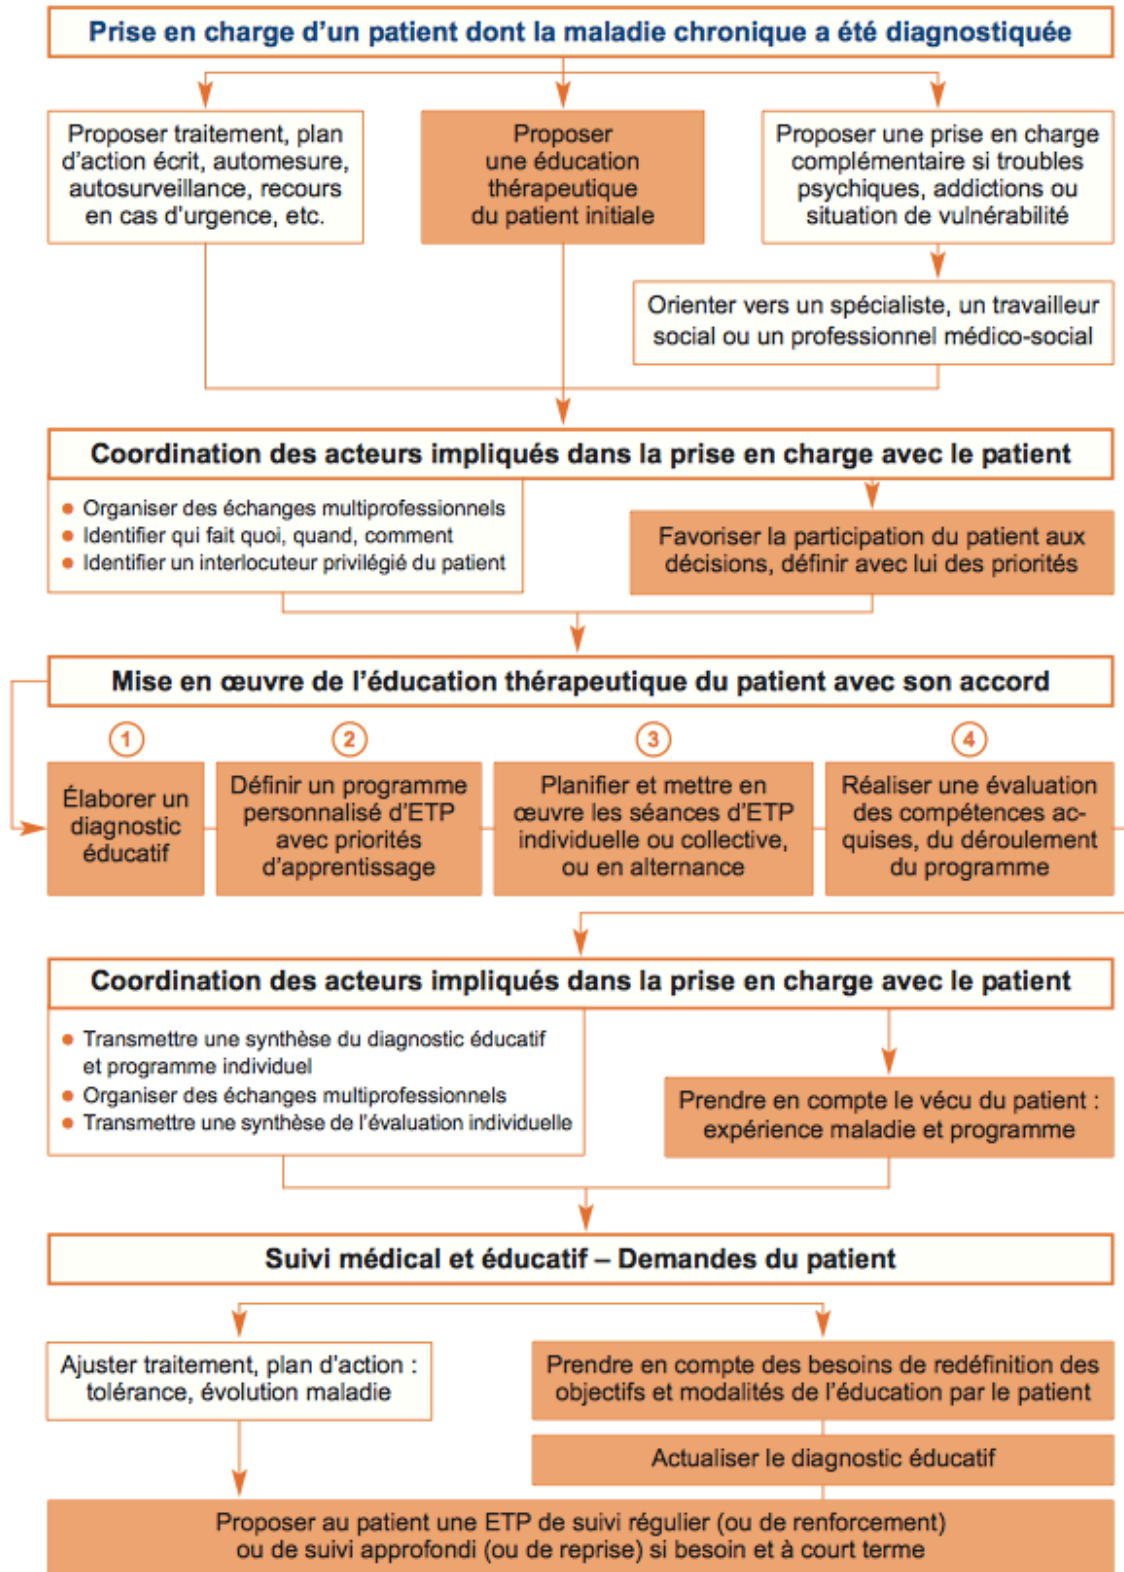 Prise en charge d'un patient dont la maladie chronique a été diagnostiquée
Proposer traitement, plan
d'action écrit, automesure,
autosurveillance, recours
en cas d'urgence, etc.
Proposer
une éducation
thérapeutique
du patient initiale
Proposer une prise en charge
complémentaire si troubles
psychiques, addictions ou
situation de vulnérabilité
Orienter vers un spécialiste, un travailleur
social ou un professionnel médico-social
Coordination des acteurs impliqués dans la prise en charge avec le patient
• Organiser des échanges multiprofessionnels
• Identifier qui fait quoi, quand, comment
• Identifier un interlocuteur privilégié du patient
Favoriser la participation du patient aux
décisions, définir avec lui des priorités
Mise en œuvre de l'éducation thérapeutique du patient avec son accord
1
Élaborer un
diagnostic
éducatif
2
Définir un programme
personnalisé d'ETP
avec priorités
d'apprentissage
3
Planifier et mettre en
œuvre les séances d'ETP
individuelle ou collective,
ou en alternance
4
Réaliser une évaluation
des compétences ac-
quises, du déroulement
du programme
Coordination des acteurs impliqués dans la prise en charge avec le patient
• Transmettre une synthèse du diagnostic éducatif
et programme individuel
• Organiser des échanges multiprofessionnels
• Transmettre une synthèse de l'évaluation individuelle
Prendre en compte le vécu du patient :
expérience maladie et programme
Suivi médical et éducatif – Demandes du patient
Ajuster traitement, plan d'action :
tolérance, évolution maladie
Prendre en compte des besoins de redéfinition des
objectifs et modalités de l'éducation par le patient
Actualiser le diagnostic éducatif
Proposer au patient une ETP de suivi régulier (ou de renforcement)
ou de suivi approfondi (ou de reprise) si besoin et à court terme